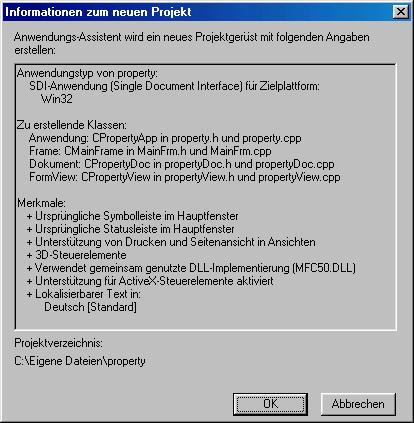 Informationen zum neuen Projekt
Anwendungs-Assistent wird ein neues Projektgerüst mit folgenden Angaben
erstellen:
Anwendungstyp von property:
SDI-Anwendung (Single Document Interface) für Zielplattform:
Win32
Zu erstellende Klassen:
Anwendung: CPropertyApp in property.h und property.cpp
Frame: CMainFrame in MainFrm.h und MainFrm.cpp
Dokument: CPropertyDoc in propertyDoc.h und propertyDoc.cpp
FormView: CPropertyView in propertyView.h und propertyView.cpp
Merkmale:
+ Ursprüngliche Symbolleiste im Hauptfenster
+ Ursprüngliche Statusleiste im Hauptfenster
+ Unterstützung von Drucken und Seitenansicht in Ansichten
+ 3D-Steuerelemente
+ Verwendet gemeinsam genutzte DLL-Implementierung (MFC50.DLL)
+ Unterstützung für ActiveX-Steuerelemente aktiviert
+ Lokalisierbarer Text in:
Deutsch [Standard]
Projektverzeichnis:
C:\Eigene Dateien\property
OK
Abbrechen